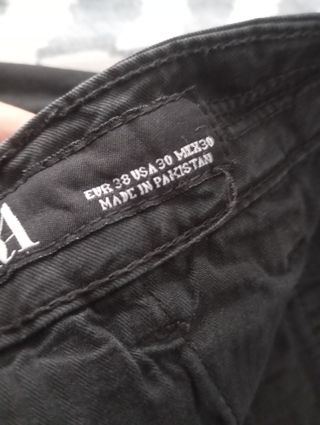 A
EUR 38 USA 30 MEX 30
MADE IN PAKISTAN